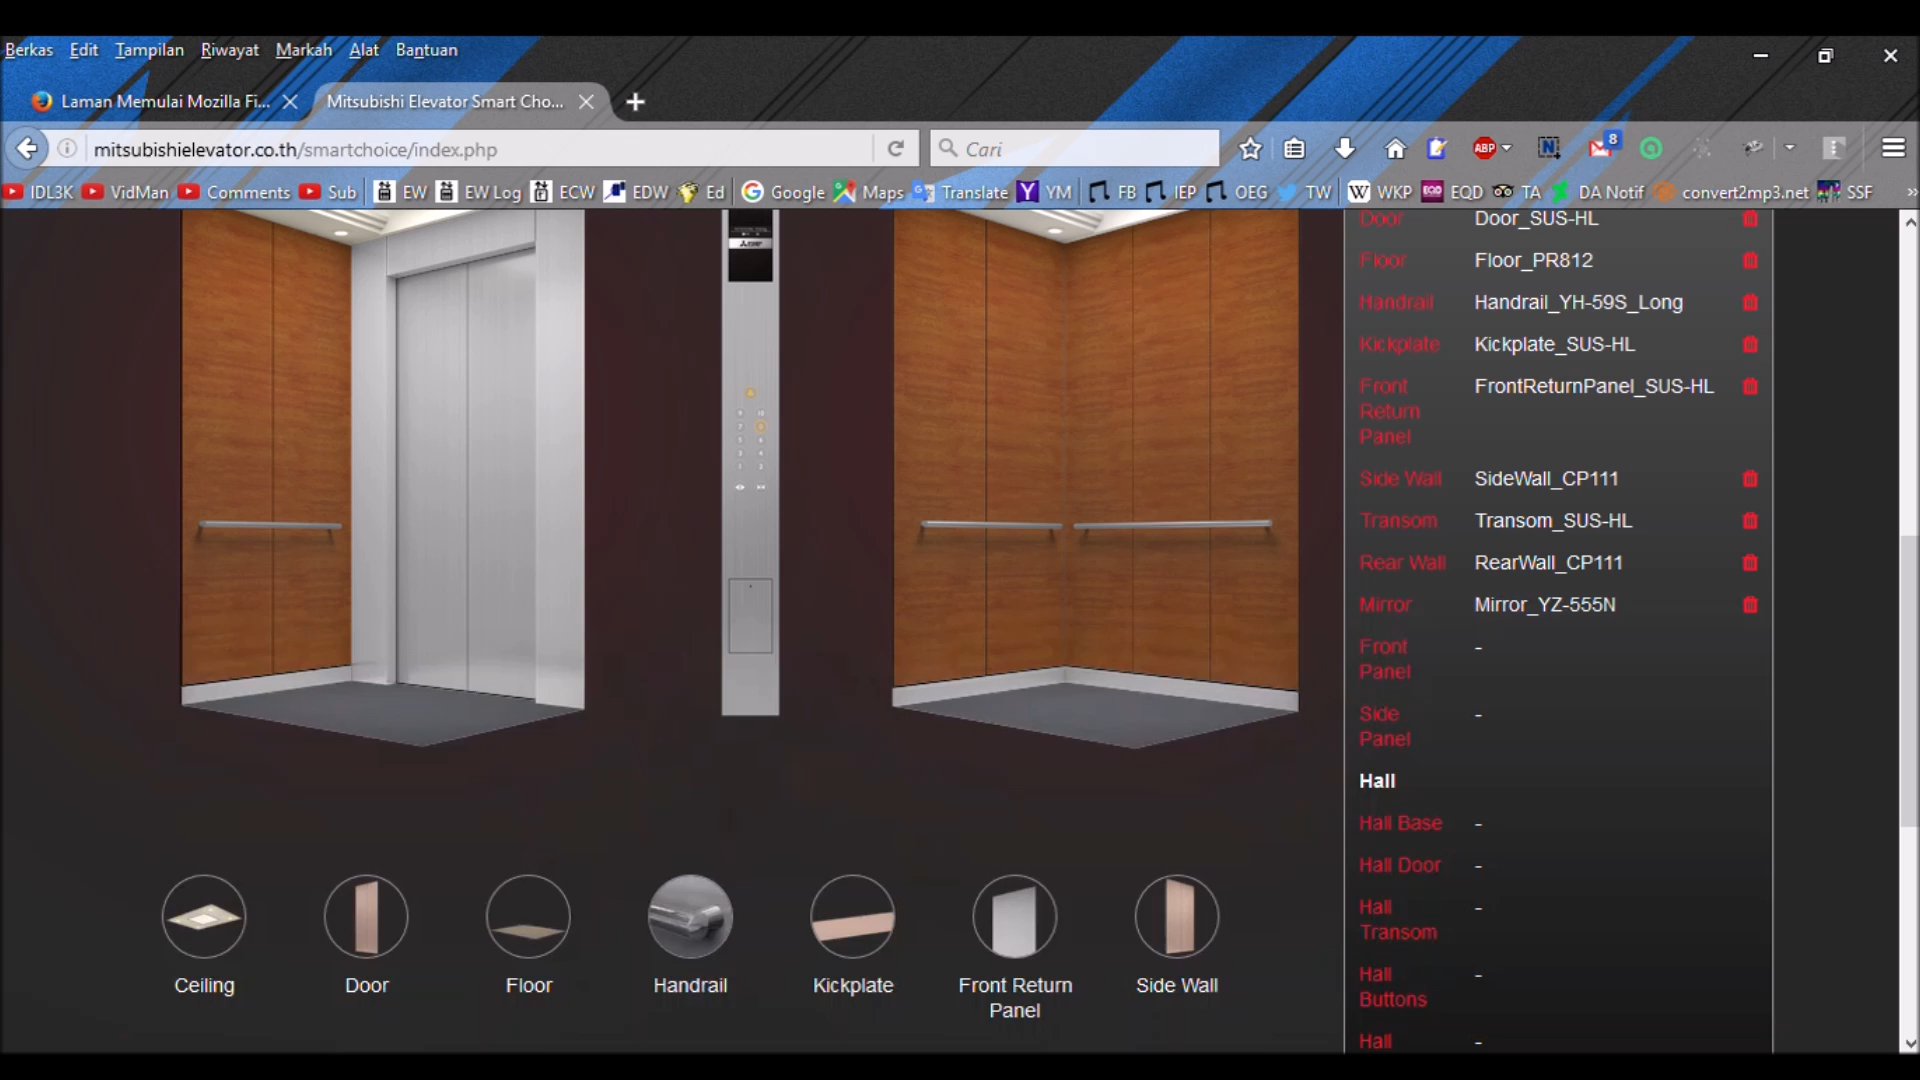 Berkas Edit Tampilan Riwayat Markah Alat Bantuan
Laman Memulai Mozilla Fi...
Mitsubishi Elevator Smart Cho...
mitsubishielevator.co.th/smartchoice/index.php
Cari
ABP
8
IDL3K VidMan Comments Sub EW EW Log ECW EDW Ed Google Maps Translate YM FB IEP OEG TW WKP EQD TA DA Notif convert2mp3.net SSF
Door Door_SUS-HL
Floor Floor_PR812
Handrail Handrail_YH-59S_Long
Kickplate Kickplate_SUS-HL
Front Return Panel FrontReturnPanel_SUS-HL
Side Wall SideWall_CP111
Transom Transom_SUS-HL
Rear Wall RearWall_CP111
Mirror Mirror_YZ-555N
Front Panel -
Side Panel -
Hall
Hall Base -
Hall Door -
Hall Transom -
Hall Buttons -
Hall -
Ceiling
Door
Floor
Handrail
Kickplate
Front Return Panel
Side Wall